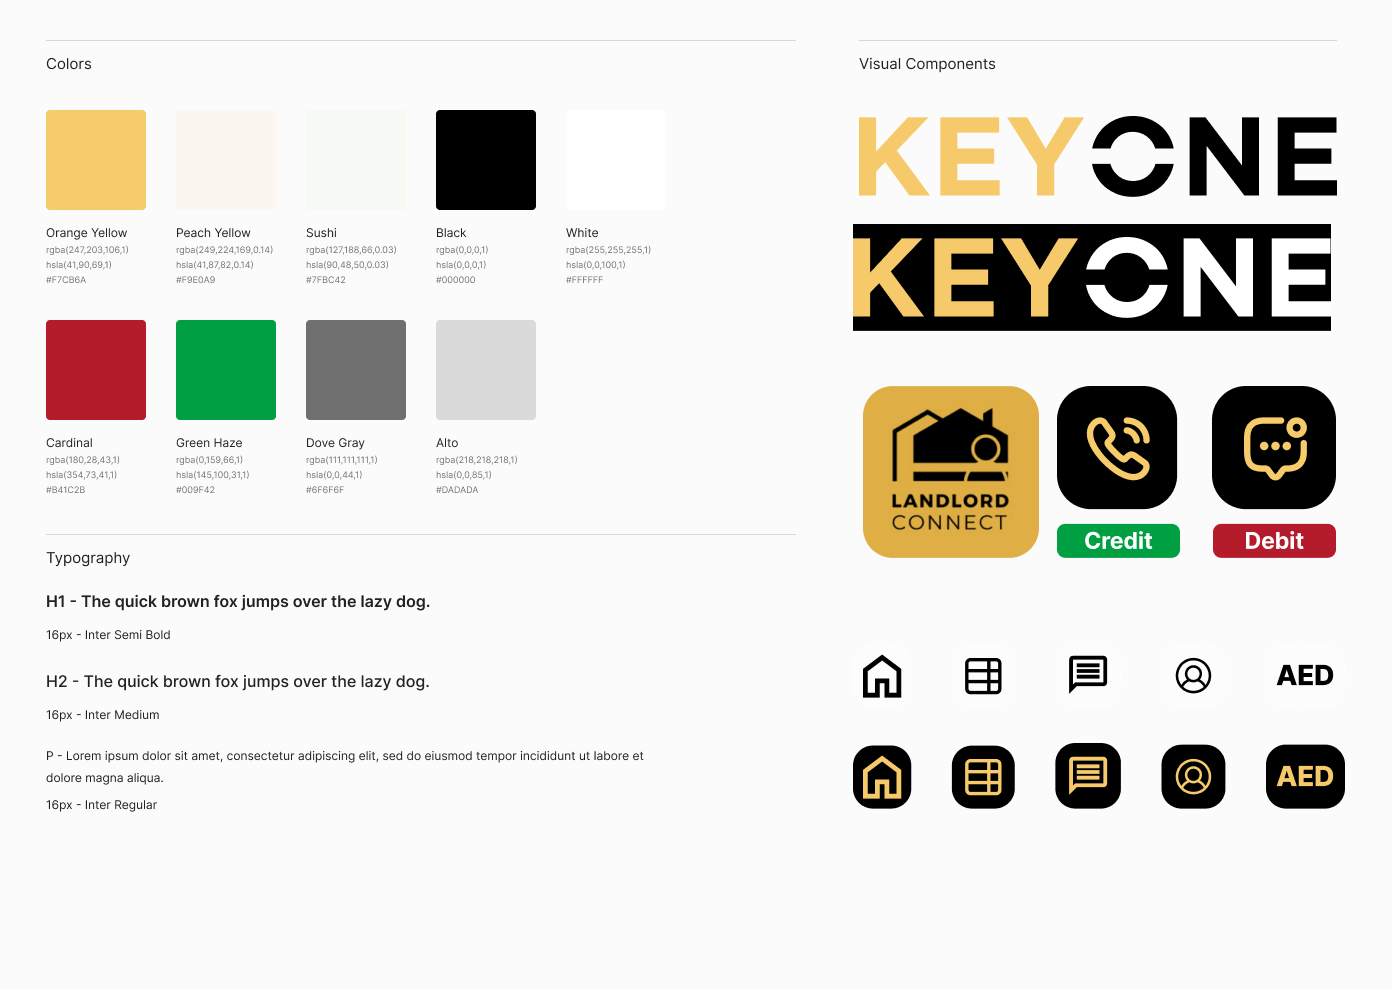 Colors
Orange Yellow
rgba(247,203,106,1)
hsla(41,90,69,1)
#F7CB6A
Peach Yellow
rgba(249,224,169,0.14)
hsla(41,87,82,0.14)
#F9E0A9
Sushi
rgba(127,188,66,0.03)
hsla(90,48,50,0.03)
#7FBC42
Black
rgba(0,0,0,1)
hsla(0,0,0,1)
#000000
White
rgba(255,255,255,1)
hsla(0,0,100,1)
#FFFFFF
Cardinal
rgba(180,28,43,1)
hsla(354,73,41,1)
#B41C2B
Green Haze
rgba(0,159,66,1)
hsla(145,100,31,1)
#009F42
Dove Gray
rgba(111,111,111,1)
hsla(0,0,44,1)
#6F6F6F
Alto
rgba(218,218,218,1)
hsla(0,0,85,1)
#DADADA
Typography
H1 - The quick brown fox jumps over the lazy dog.
16px - Inter Semi Bold
H2 - The quick brown fox jumps over the lazy dog.
16px - Inter Medium
P - Lorem ipsum dolor sit amet, consectetur adipiscing elit, sed do eiusmod tempor incididunt ut labore et
dolore magna aliqua.
16px - Inter Regular
Visual Components
KEYONE
KEYONE
LANDLORD
CONNECT
Credit
Debit
AED
AED